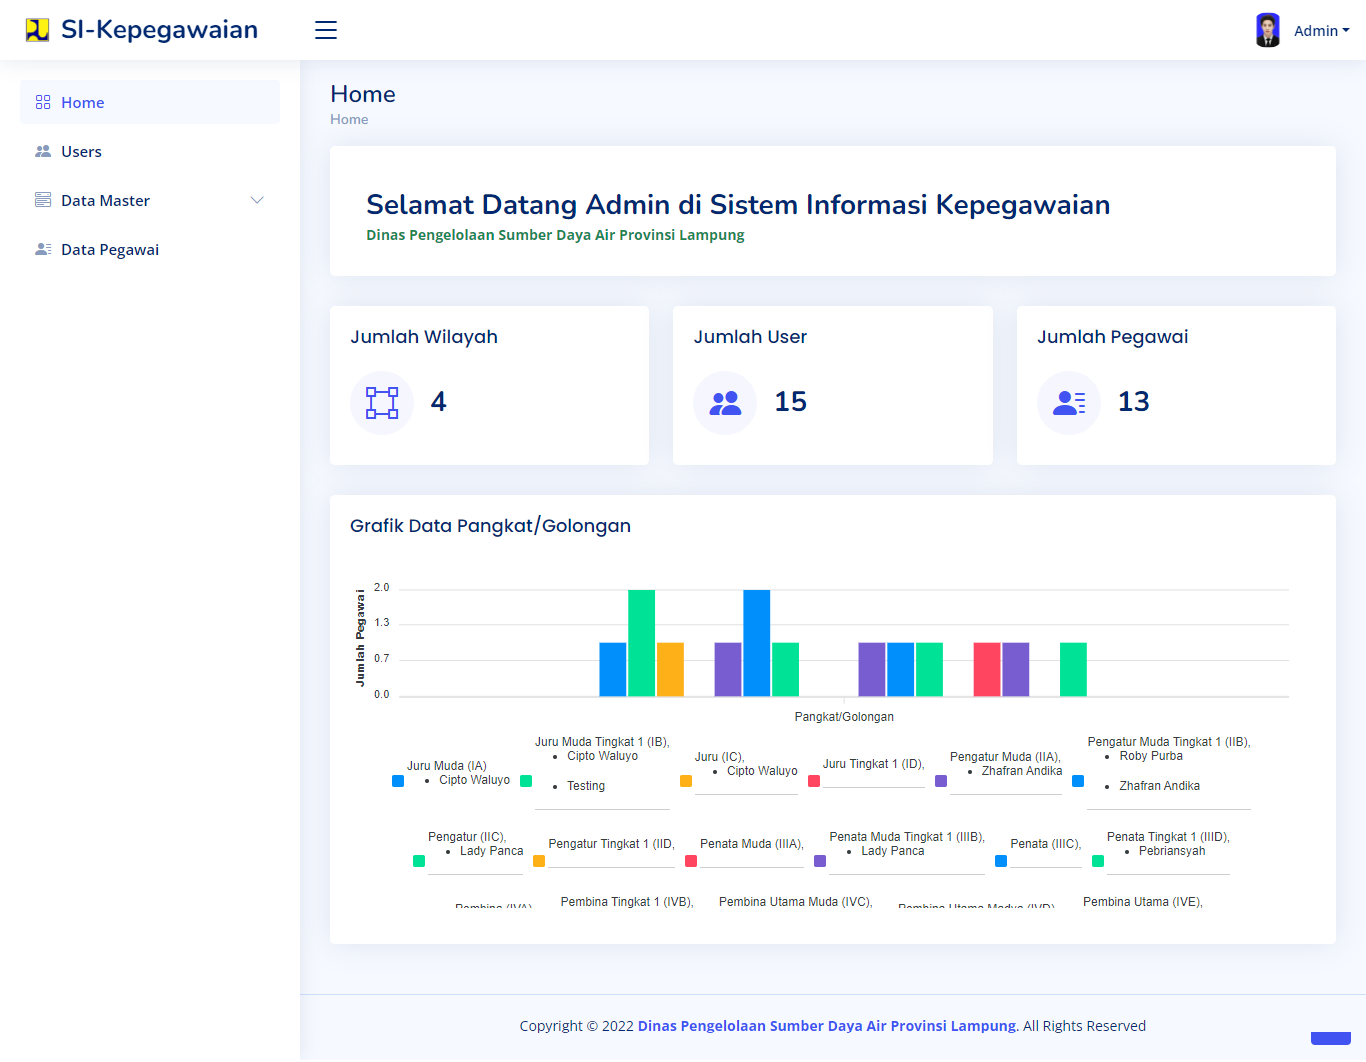 SI-Kepegawaian
Admin
Home
Users
Data Master
Data Pegawai
Home
Home
Selamat Datang Admin di Sistem Informasi Kepegawaian
Dinas Pengelolaan Sumber Daya Air Provinsi Lampung
Jumlah Wilayah
4
Jumlah User
15
Jumlah Pegawai
13
Grafik Data Pangkat/Golongan
Jumlah Pegawai
2.0
1.3
0.7
0.0
Pangkat/Golongan
Juru Muda (IA)
• Cipto Waluyo
Juru Muda Tingkat 1 (IB),
• Cipto Waluyo
• Testing
Juru (IC),
• Cipto Waluyo
Juru Tingkat 1 (ID),
Pengatur Muda (IIA),
• Zhafran Andika
Pengatur Muda Tingkat 1 (IIB),
• Roby Purba
• Zhafran Andika
Pengatur (IIC),
• Lady Panca
Pengatur Tingkat 1 (IID,
Penata Muda (IIIA),
Penata Muda Tingkat 1 (IIIB),
• Lady Panca
Penata (IIIC),
Penata Tingkat 1 (IIID),
• Pebriansyah
Pembina (IVA)
Pembina Tingkat 1 (IVB),
Pembina Utama Muda (IVC),
Pembina Utama Madya (IVD)
Pembina Utama (IVE),
Copyright © 2022 Dinas Pengelolaan Sumber Daya Air Provinsi Lampung. All Rights Reserved